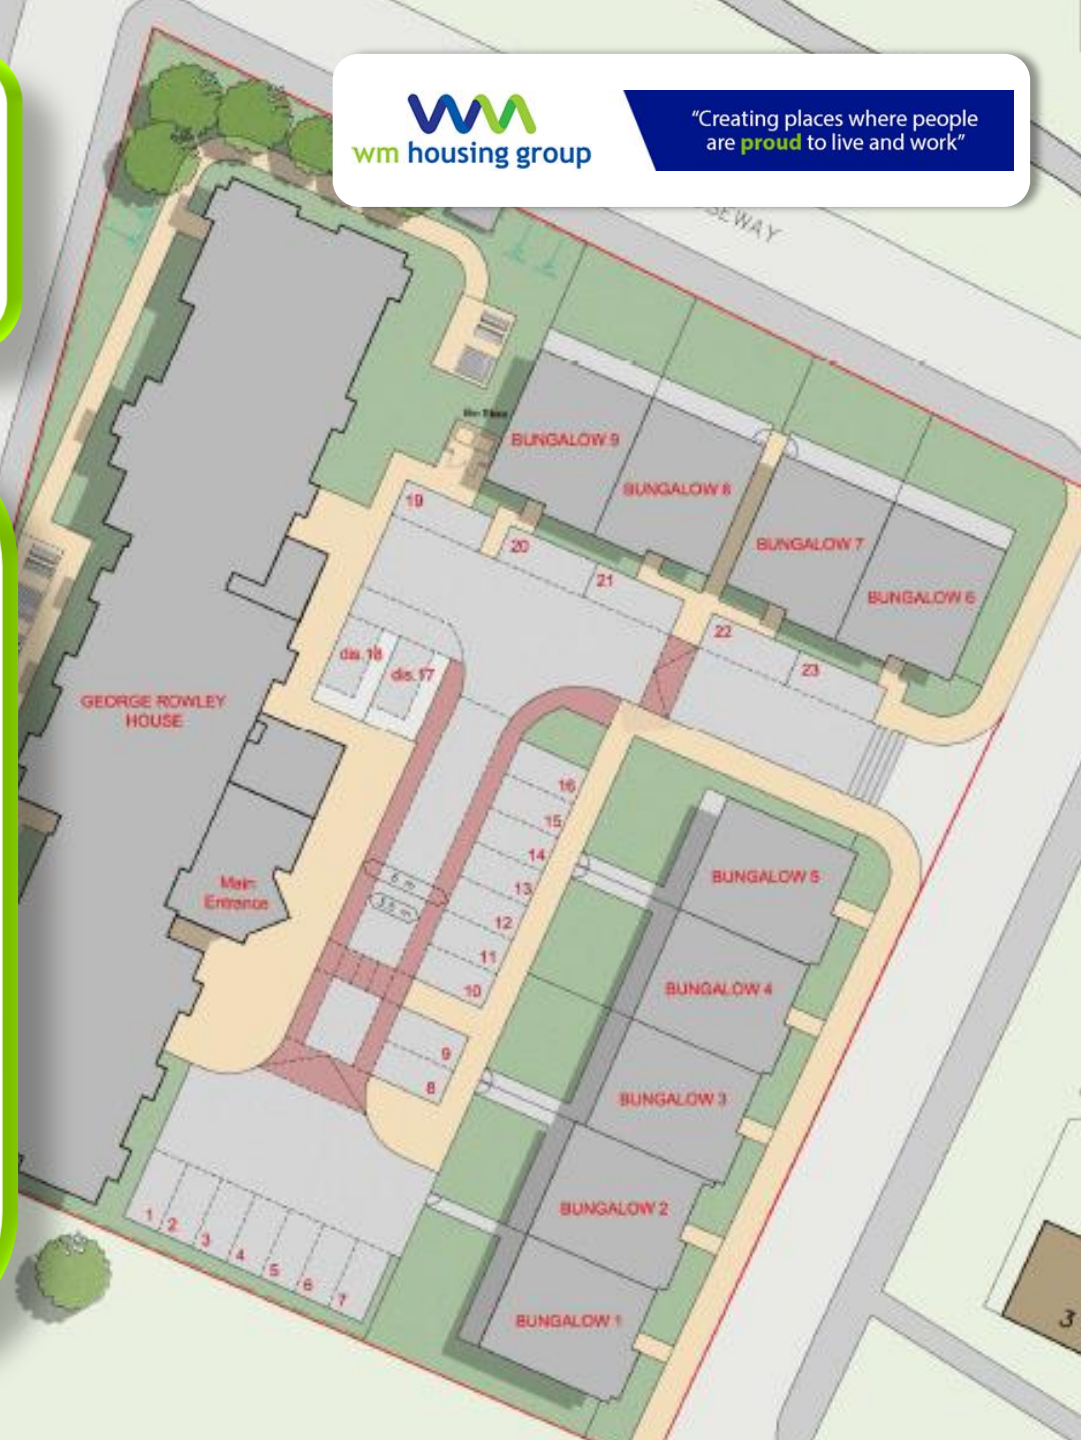 wm housing group
"Creating places where people
are proud to live and work"
SEWAY
BUNGALOW 9
BUNGALOW 8
BUNGALOW 7
BUNGALOW 6
19
20
21
22
23
dis.18
dis.17
GEORGE ROWLEY
HOUSE
16
15
14
13
12
11
10
9
8
6 m
3.5 m
Main
Entrance
BUNGALOW 5
BUNGALOW 4
BUNGALOW 3
BUNGALOW 2
BUNGALOW 1
1
2
3
4
5
6
7
3